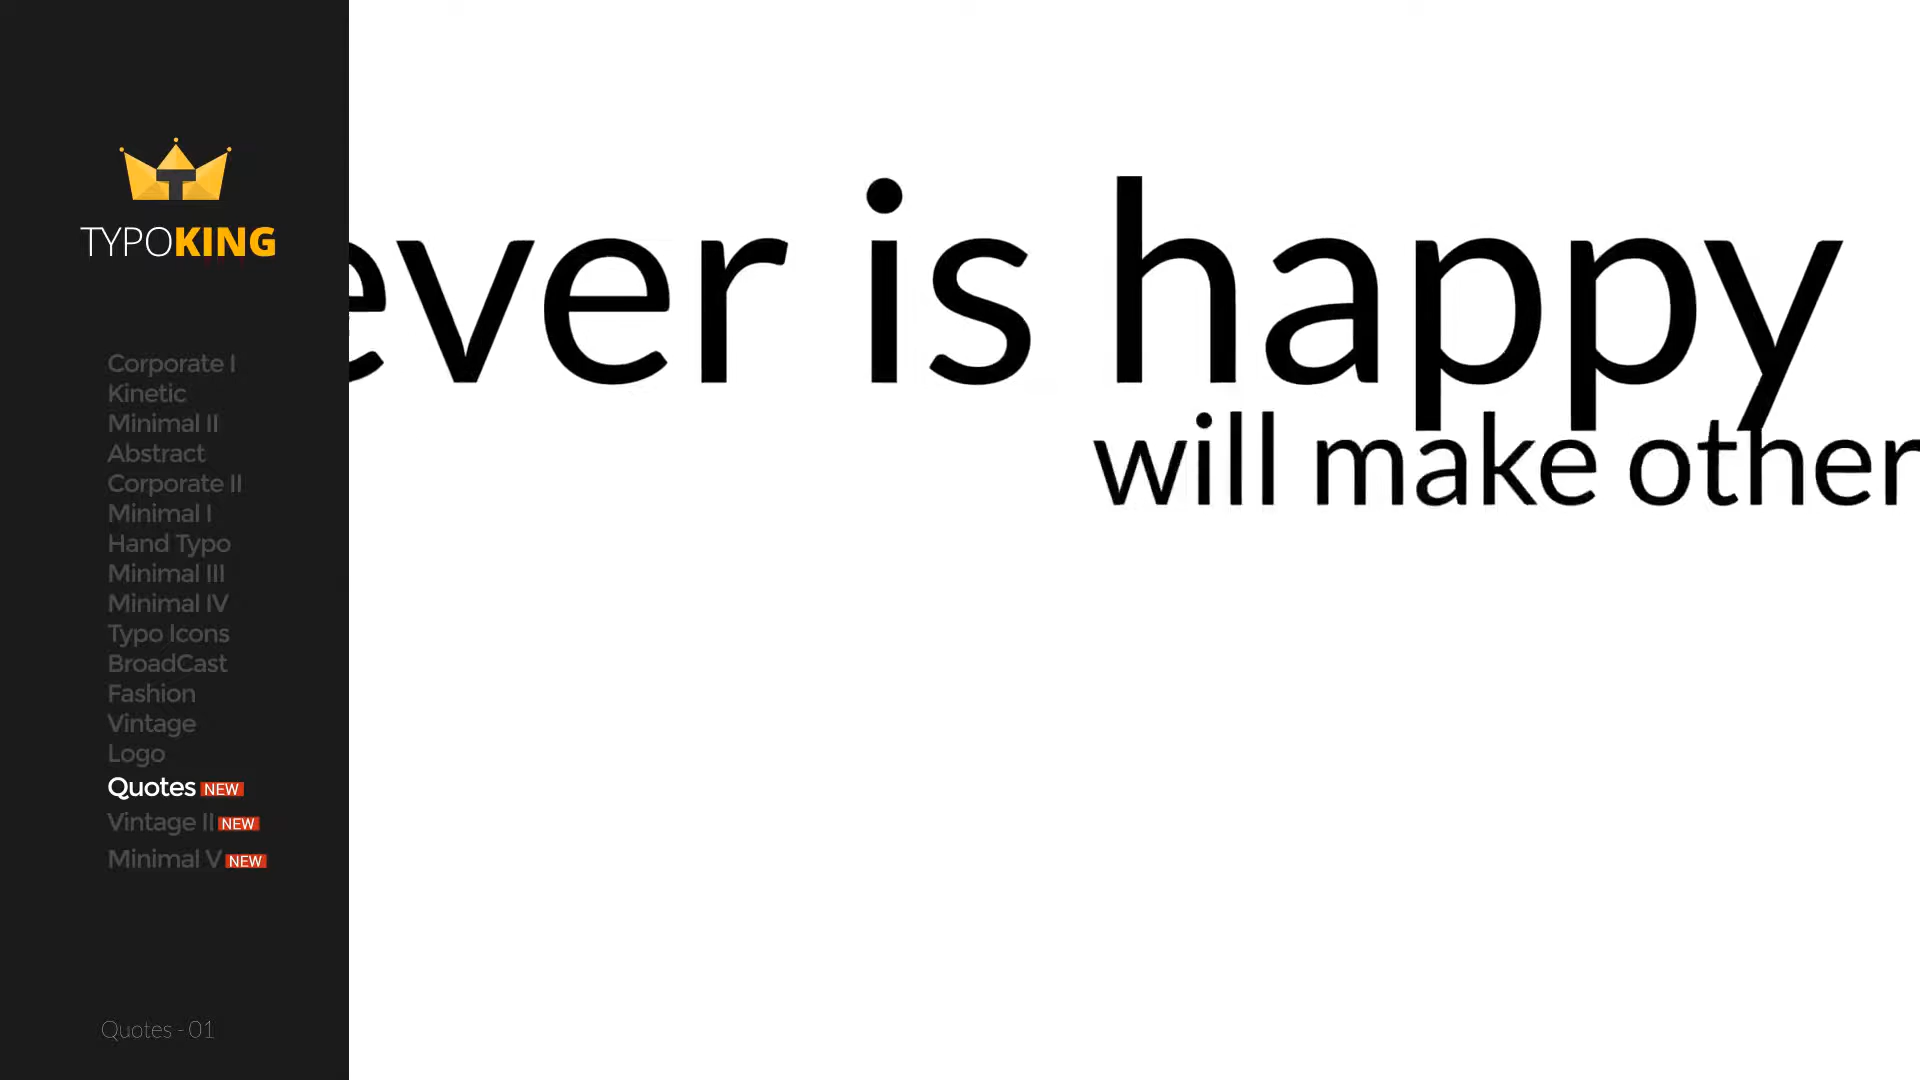 TYPOKING
Corporate I
Kinetic
Minimal II
Abstract
Corporate II
Minimal I
Hand Typo
Minimal III
Minimal IV
Typo Icons
BroadCast
Fashion
Vintage
Logo
Quotes NEW
Vintage II NEW
Minimal V NEW
Quotes - 01
ever is happy
will make other